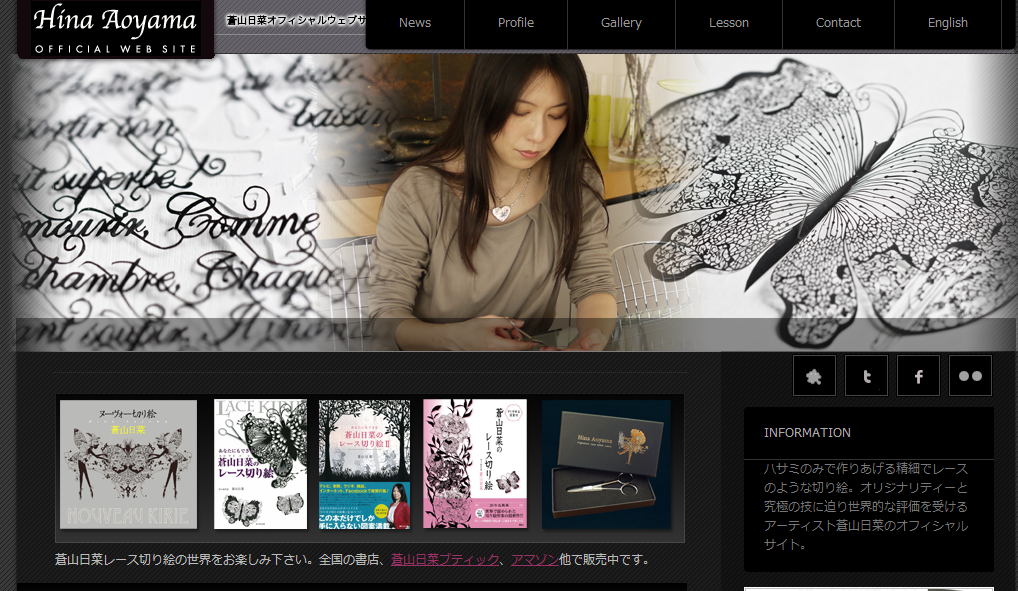 Hina Aoyama
OFFICIAL WEB SITE
蒼山日菜オフィシャルウェブサ
News
Profile
Gallery
Lesson
Contact
English
bassin
superbe
mourir, Comme
chambre, Chaque
ヌーヴォー切り絵
蒼山日菜
NOUVEAU KIRIE
LACE KIRIE
あなたにもできる
蒼山日菜の
レース切り絵
蒼山日菜の
レース切り絵 II
この本だけでしか
手に入らない図案満載
蒼山日菜の
レース切り絵
Hina Aoyama
蒼山日菜レース切り絵の世界をお楽しみ下さい。全国の書店、蒼山日菜ブティック、アマゾン他で販売中です。
INFORMATION
ハサミのみで作りあげる精細でレース
のような切り絵。オリジナリティーと
究極の技に迫り世界的な評価を受ける
アーティスト蒼山日菜のオフィシャル
サイト。